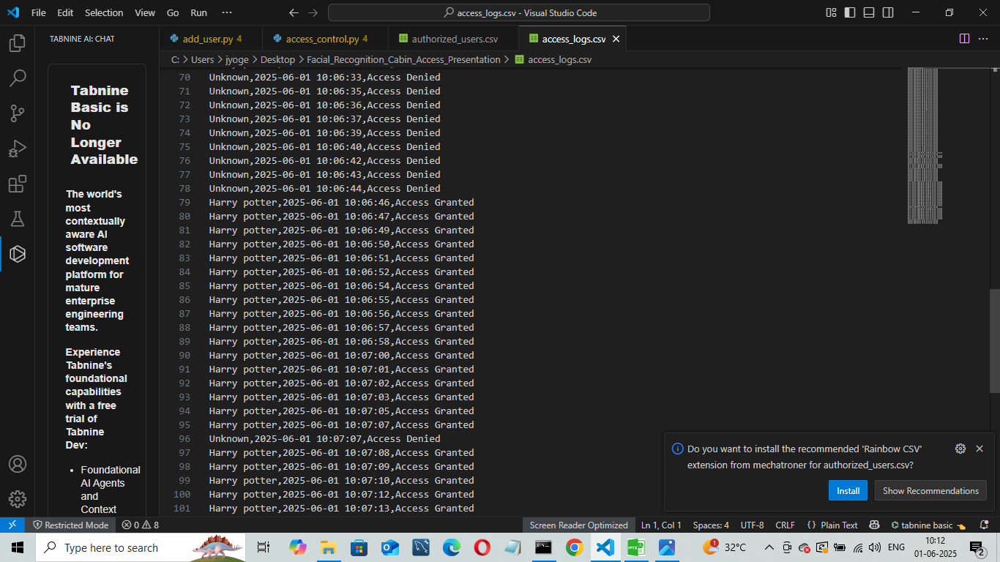 File Edit Selection View Go Run ···
access_logs.csv - Visual Studio Code
TABNINE AI: CHAT
add_user.py 4
access_control.py 4
authorized_users.csv
access_logs.csv
C: > Users > jyoge > Desktop > Facial_Recognition_Cabin_Access_Presentation > access_logs.csv
Tabnine
Basic is
No
Longer
Available
The world's
most
contextually
aware AI
software
development
platform for
mature
enterprise
engineering
teams.
Experience
Tabnine's
foundational
capabilities
with a free
trial of
Tabnine
Dev:
• Foundational
AI Agents
and
Context
70 Unknown,2025-06-01 10:06:33,Access Denied
71 Unknown,2025-06-01 10:06:35,Access Denied
72 Unknown,2025-06-01 10:06:36,Access Denied
73 Unknown,2025-06-01 10:06:37,Access Denied
74 Unknown,2025-06-01 10:06:39,Access Denied
75 Unknown,2025-06-01 10:06:40,Access Denied
76 Unknown,2025-06-01 10:06:42,Access Denied
77 Unknown,2025-06-01 10:06:43,Access Denied
78 Unknown,2025-06-01 10:06:44,Access Denied
79 Harry potter,2025-06-01 10:06:46,Access Granted
80 Harry potter,2025-06-01 10:06:47,Access Granted
81 Harry potter,2025-06-01 10:06:49,Access Granted
82 Harry potter,2025-06-01 10:06:50,Access Granted
83 Harry potter,2025-06-01 10:06:51,Access Granted
84 Harry potter,2025-06-01 10:06:52,Access Granted
85 Harry potter,2025-06-01 10:06:54,Access Granted
86 Harry potter,2025-06-01 10:06:55,Access Granted
87 Harry potter,2025-06-01 10:06:56,Access Granted
88 Harry potter,2025-06-01 10:06:57,Access Granted
89 Harry potter,2025-06-01 10:06:58,Access Granted
90 Harry potter,2025-06-01 10:07:00,Access Granted
91 Harry potter,2025-06-01 10:07:01,Access Granted
92 Harry potter,2025-06-01 10:07:02,Access Granted
93 Harry potter,2025-06-01 10:07:03,Access Granted
94 Harry potter,2025-06-01 10:07:05,Access Granted
95 Harry potter,2025-06-01 10:07:07,Access Granted
96 Unknown,2025-06-01 10:07:07,Access Denied
97 Harry potter,2025-06-01 10:07:08,Access Granted
98 Harry potter,2025-06-01 10:07:09,Access Granted
99 Harry potter,2025-06-01 10:07:10,Access Granted
100 Harry potter,2025-06-01 10:07:12,Access Granted
101 Harry potter,2025-06-01 10:07:13,Access Granted
Do you want to install the recommended 'Rainbow CSV'
extension from mechatroner for authorized_users.csv?
Install
Show Recommendations
Restricted Mode 0 8 Screen Reader Optimized Ln 1, Col 1 Spaces: 4 UTF-8 CRLF {} Plain Text tabnine basic
Type here to search
1 32°C ENG
10:12
01-06-2025
2